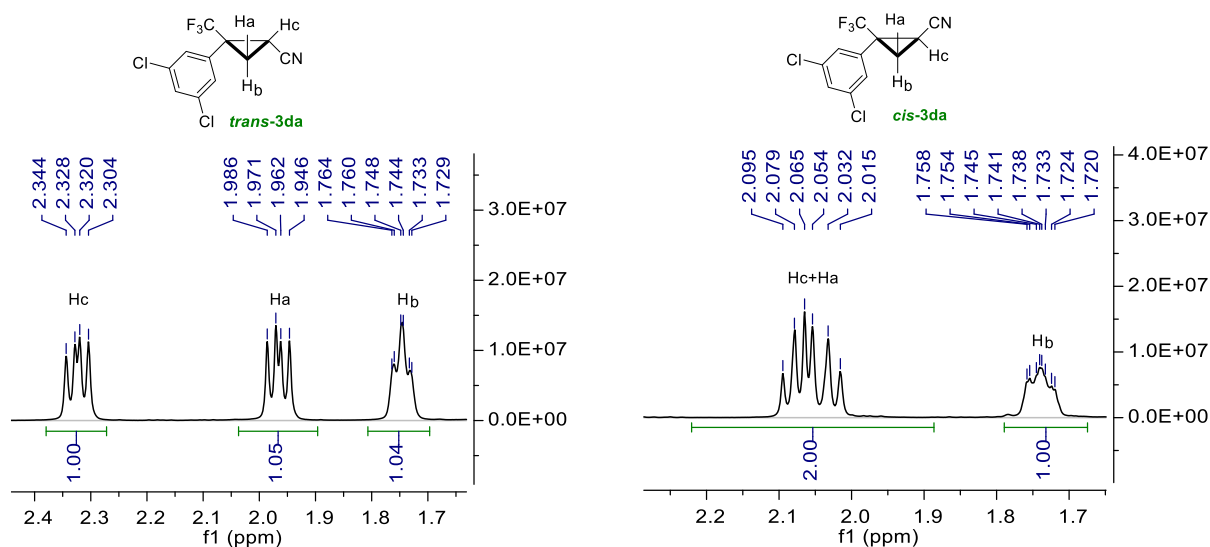 Ha
F3C
Hc
Cl
CN
Hb
Cl
trans-3da
2.344
2.328
2.320
2.304
1.986
1.971
1.962
1.946
1.764
1.760
1.748
1.744
1.733
1.729
3.0E+07
2.0E+07
1.0E+07
0.0E+00
Hc
Ha
Hb
1.00
1.05
1.04
2.4 2.3 2.2 2.1 2.0 1.9 1.8 1.7
f1 (ppm)
F3C
Ha
CN
Cl
Hc
Hb
Cl
cis-3da
2.095
2.079
2.065
2.054
2.032
2.015
1.758
1.754
1.745
1.741
1.738
1.733
1.724
1.720
4.0E+07
3.0E+07
2.0E+07
1.0E+07
0.0E+00
Hc+Ha
Hb
2.00
1.00
2.2 2.1 2.0 1.9 1.8 1.7
f1 (ppm)